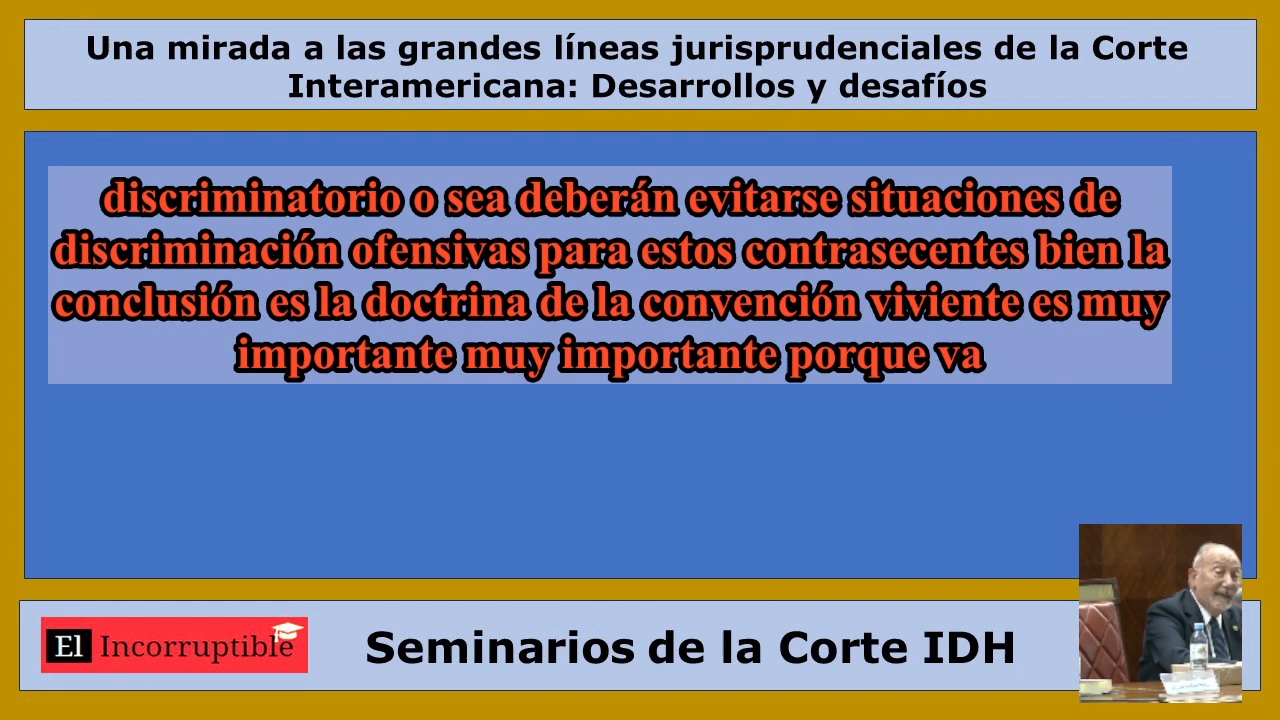 Una mirada a las grandes líneas jurisprudenciales de la Corte
Interamericana: Desarrollos y desafíos
discriminatorio o sea deberán evitarse situaciones de
discriminación ofensivas para estos contrasecentes bien la
conclusión es la doctrina de la convención viviente es muy
importante muy importante porque va
El Incorruptible
Seminarios de la Corte IDH